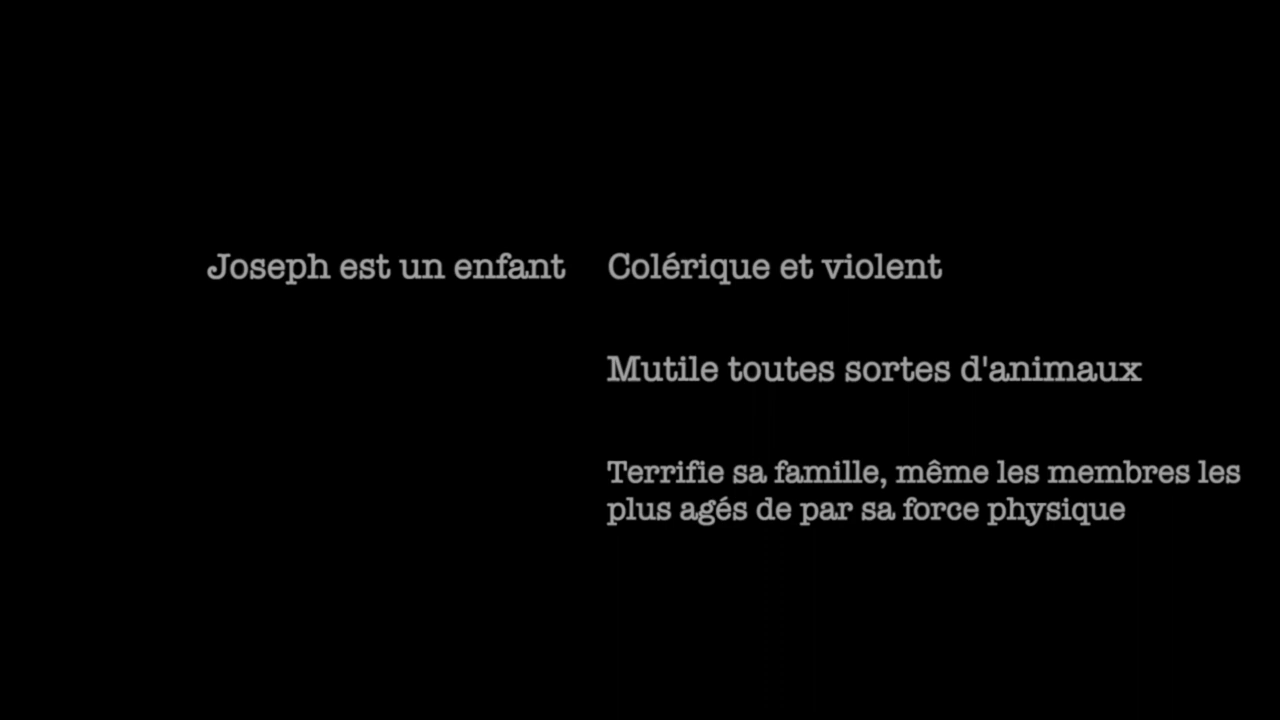 Joseph est un enfant Colérique et violent
Mutile toutes sortes d'animaux
Terrifie sa famille, même les membres les
plus agés de par sa force physique